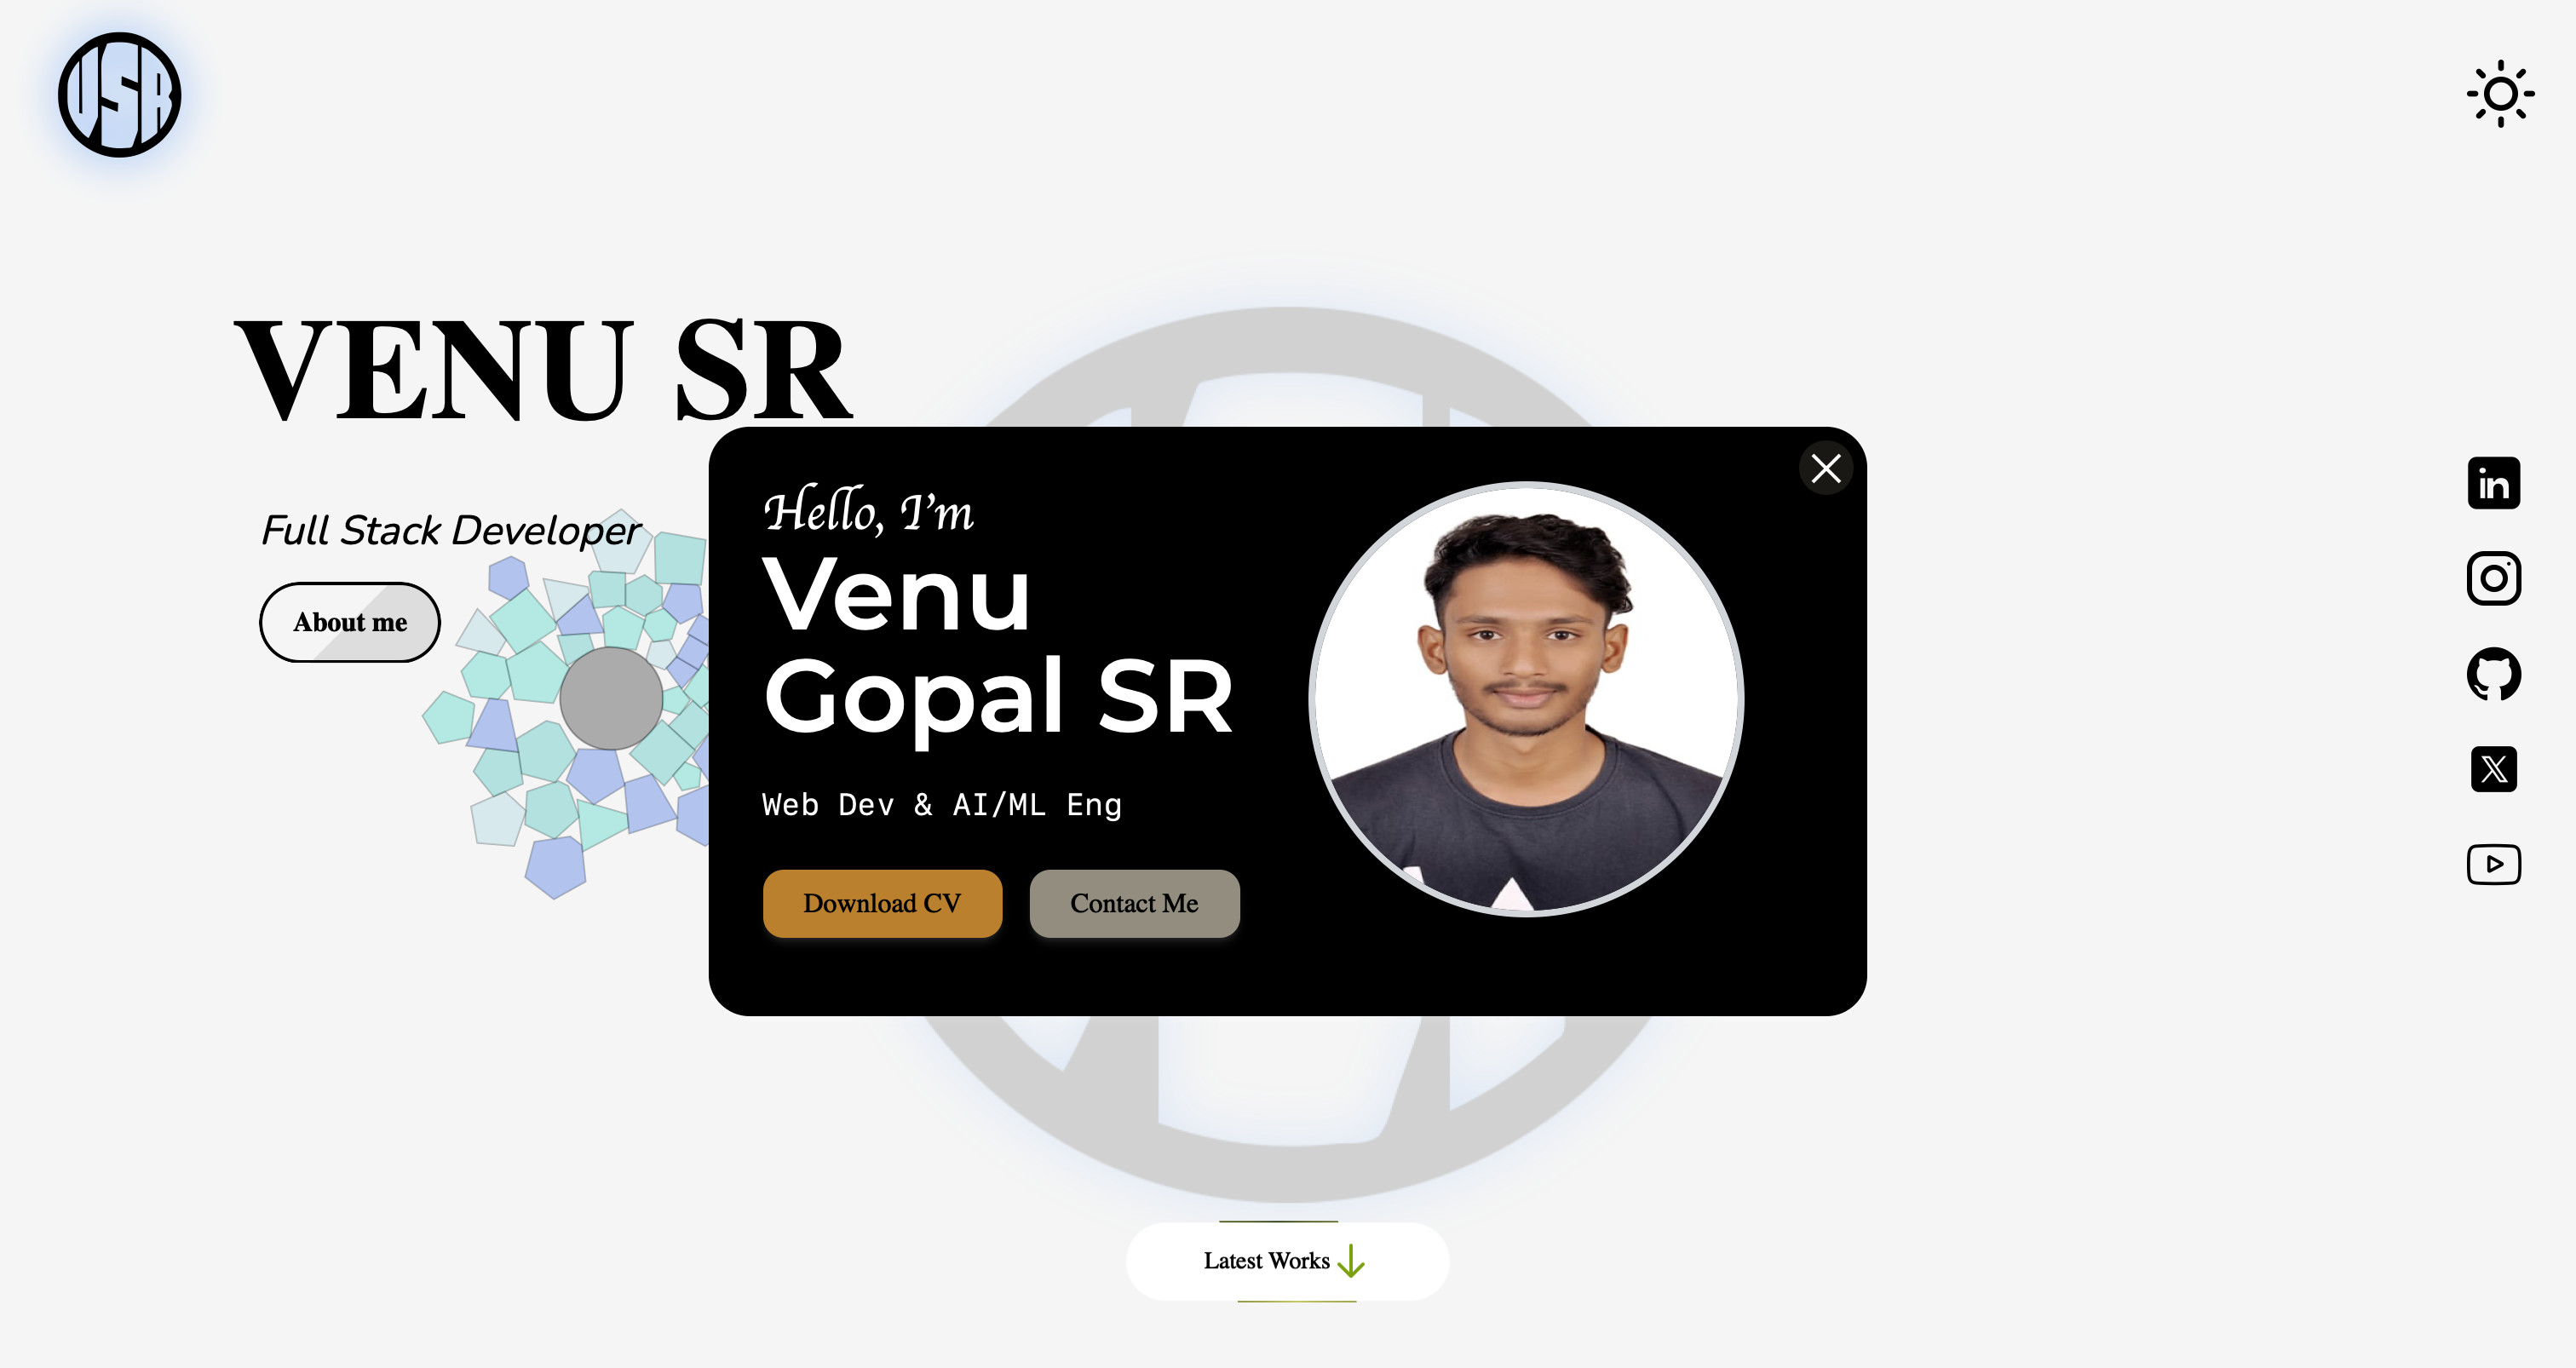 VSR
VENU SR
Full Stack Developer
About me
Hello, I'm
Venu
Gopal SR
Web Dev & AI/ML Eng
Download CV
Contact Me
in
X
Latest Works